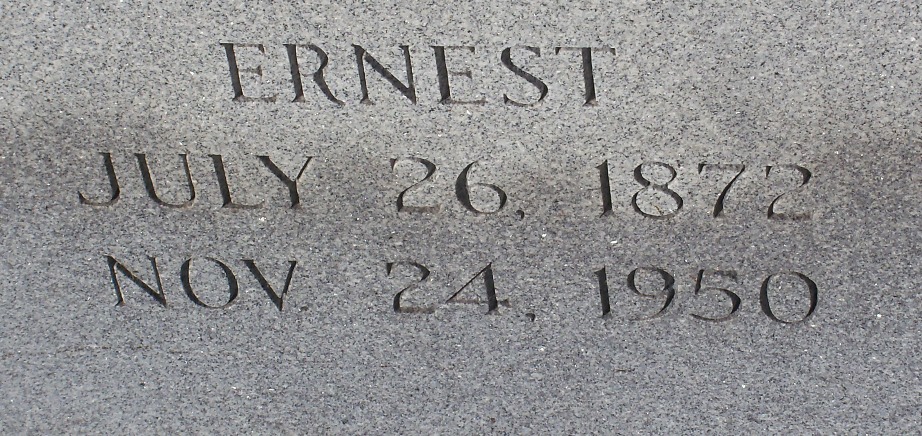 ERNEST
JULY 26, 1872
NOV 24, 1950